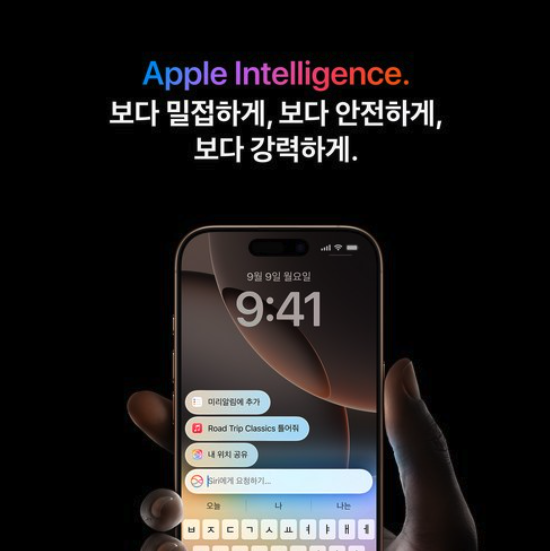 Apple Intelligence.
보다 밀접하게, 보다 안전하게,
보다 강력하게.
9월 9일 월요일
9:41
미리알림에 추가
Road Trip Classics 틀어줘
내 위치 공유
Siri에게 요청하기...
오늘 나 나는
ㅂ ㅈ ㄷ ㄱ ㅅ ㅛ ㅕ ㅑ ㅐ ㅔ